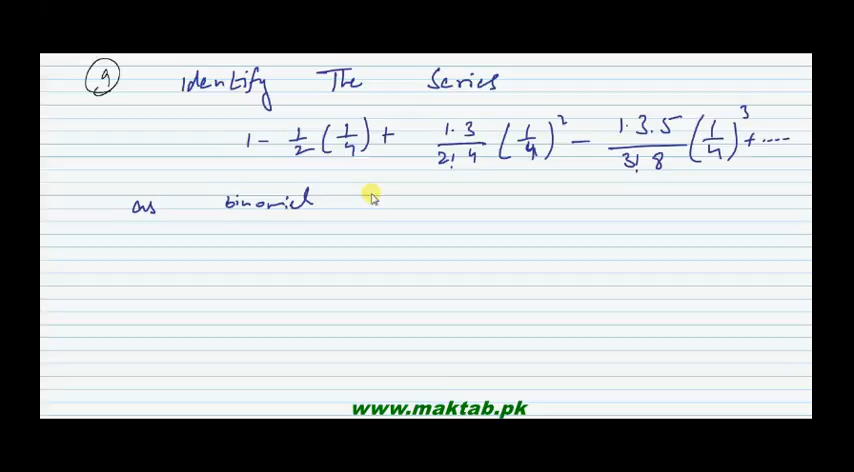 9 Identify The Series
1 - 1/2 (1/4) + 1·3/2!·4 (1/4)^2 - 1·3·5/3!·8 (1/4)^3 + ....
as binomial
www.maktab.pk